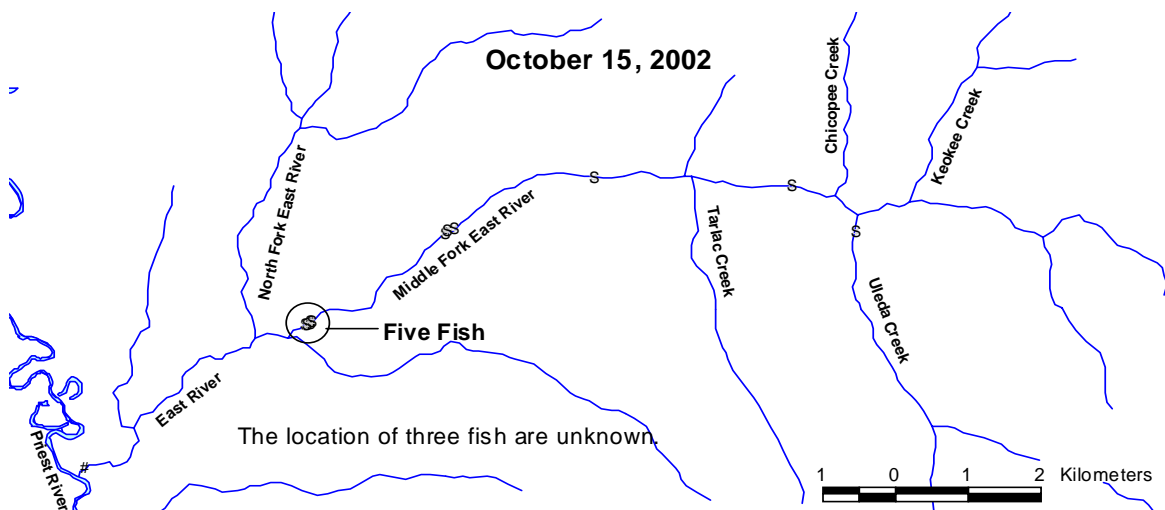 October 15, 2002
Chicopee Creek
Keokee Creek
North Fork East River
S
S
S
Middle Fork East River
SS
Tarlac Creek
Uleda Creek
S
Five Fish
East River
The location of three fish are unknown.
Priest River
#
1 0 1 2 Kilometers